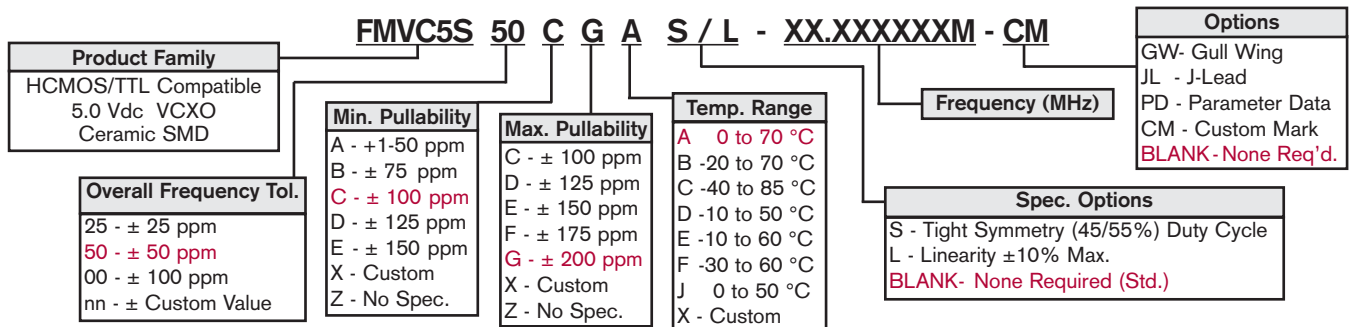 FMVC5S 50 C G A S / L - XX.XXXXXXM - CM
Product Family
HCMOS/TTL Compatible
5.0 Vdc VCXO
Ceramic SMD
Overall Frequency Tol.
25 - ± 25 ppm
50 - ± 50 ppm
00 - ± 100 ppm
nn - ± Custom Value
Min. Pullability
A - +1-50 ppm
B - ± 75 ppm
C - ± 100 ppm
D - ± 125 ppm
E - ± 150 ppm
X - Custom
Z - No Spec.
Max. Pullability
C - ± 100 ppm
D - ± 125 ppm
E - ± 150 ppm
F - ± 175 ppm
G - ± 200 ppm
X - Custom
Z - No Spec.
Temp. Range
A 0 to 70 °C
B -20 to 70 °C
C -40 to 85 °C
D -10 to 50 °C
E -10 to 60 °C
F -30 to 60 °C
J 0 to 50 °C
X - Custom
Spec. Options
S - Tight Symmetry (45/55%) Duty Cycle
L - Linearity ±10% Max.
BLANK- None Required (Std.)
Frequency (MHz)
Options
GW- Gull Wing
JL - J-Lead
PD - Parameter Data
CM - Custom Mark
BLANK - None Req'd.